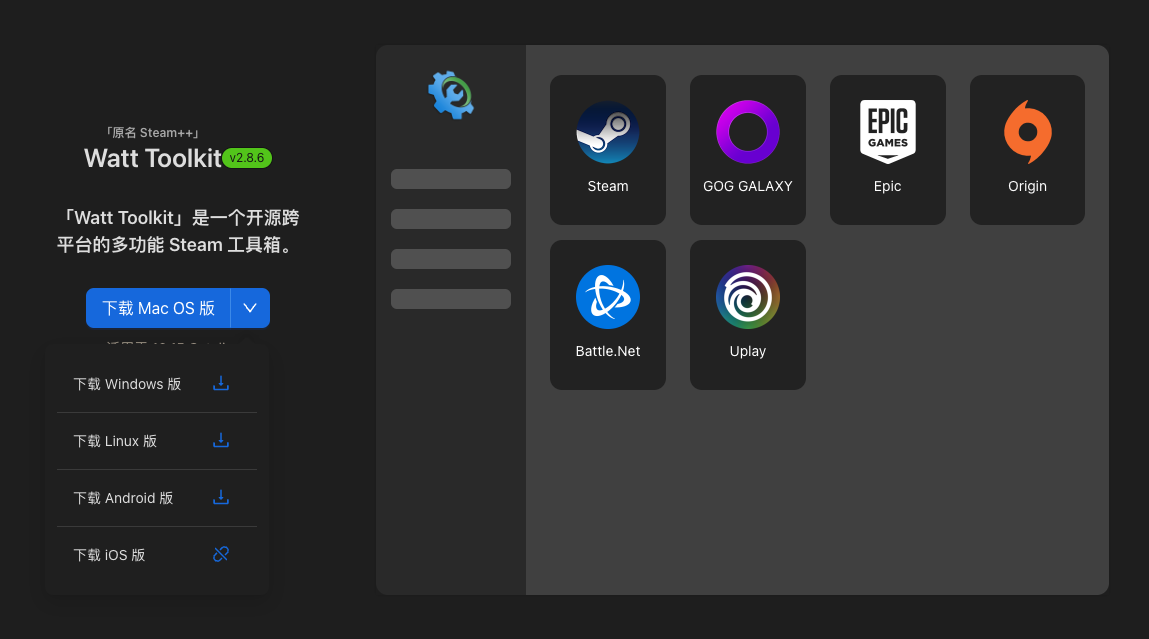 「原名 Steam++」
Watt Toolkit v2.8.6
「Watt Toolkit」是一个开源跨
平台的多功能 Steam 工具箱。
下载 Mac OS 版
下载 Windows 版
下载 Linux 版
下载 Android 版
下载 iOS 版
Steam
GOG GALAXY
EPIC
GAMES
Epic
Origin
Battle.Net
Uplay